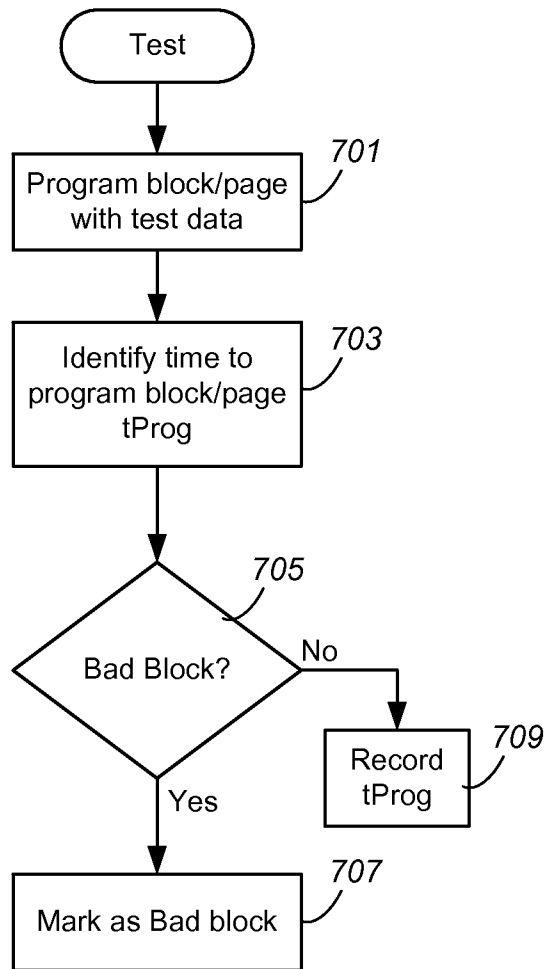 Test
701
Program block/page
with test data
703
Identify time to
program block/page
tProg
705
Bad Block?
No
709
Record
tProg
Yes
707
Mark as Bad block